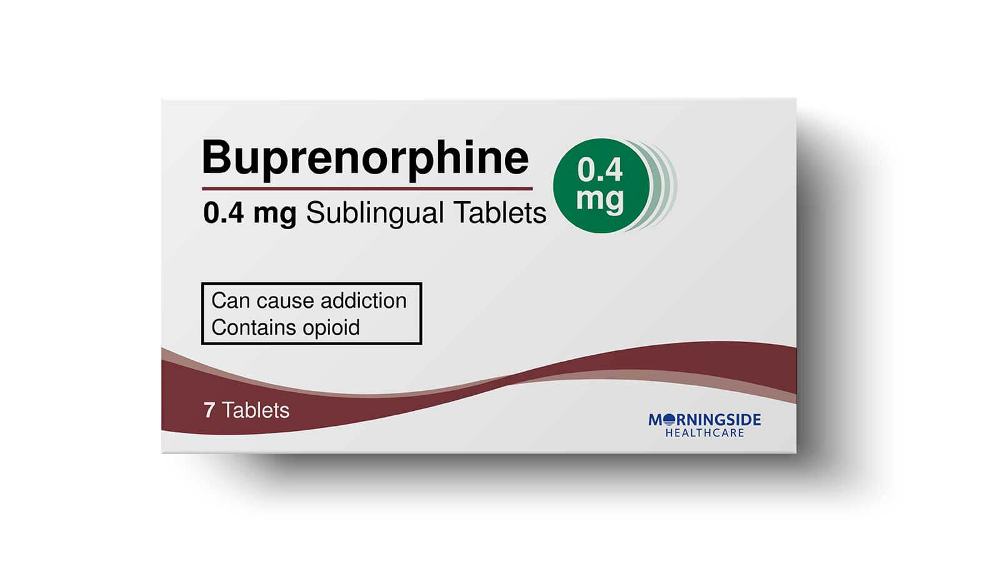 Buprenorphine
0.4 mg Sublingual Tablets
0.4
mg
Can cause addiction
Contains opioid
7 Tablets
MORNINGSIDE
HEALTHCARE